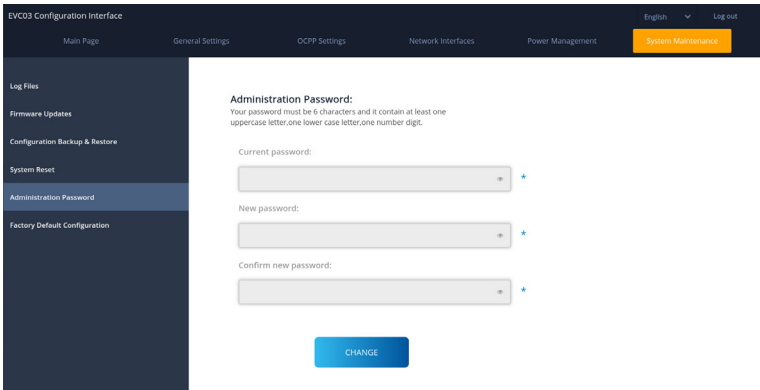 EVC03 Configuration Interface
English
Log out
Main Page
General Settings
OCPP Settings
Network Interfaces
Power Management
System Maintenance
Log Files
Firmware Updates
Configuration Backup & Restore
System Reset
Administration Password
Factory Default Configuration
Administration Password:
Your password must be 6 characters and it contain at least one
uppercase letter,one lower case letter,one number digit.
Current password:
*
New password:
*
Confirm new password:
*
CHANGE